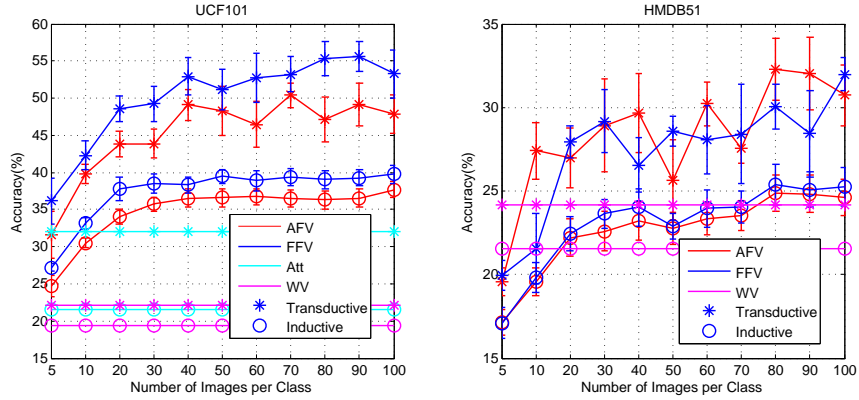 UCF101
60
55
50
45
40
35
30
25
20
15
Accuracy(%)
5 10 20 30 40 50 60 70 80 90 100
Number of Images per Class
AFV
FFV
Att
WV
Transductive
Inductive
HMDB51
35
30
25
20
15
Accuracy(%)
5 10 20 30 40 50 60 70 80 90 100
Number of Images per Class
AFV
FFV
WV
Transductive
Inductive